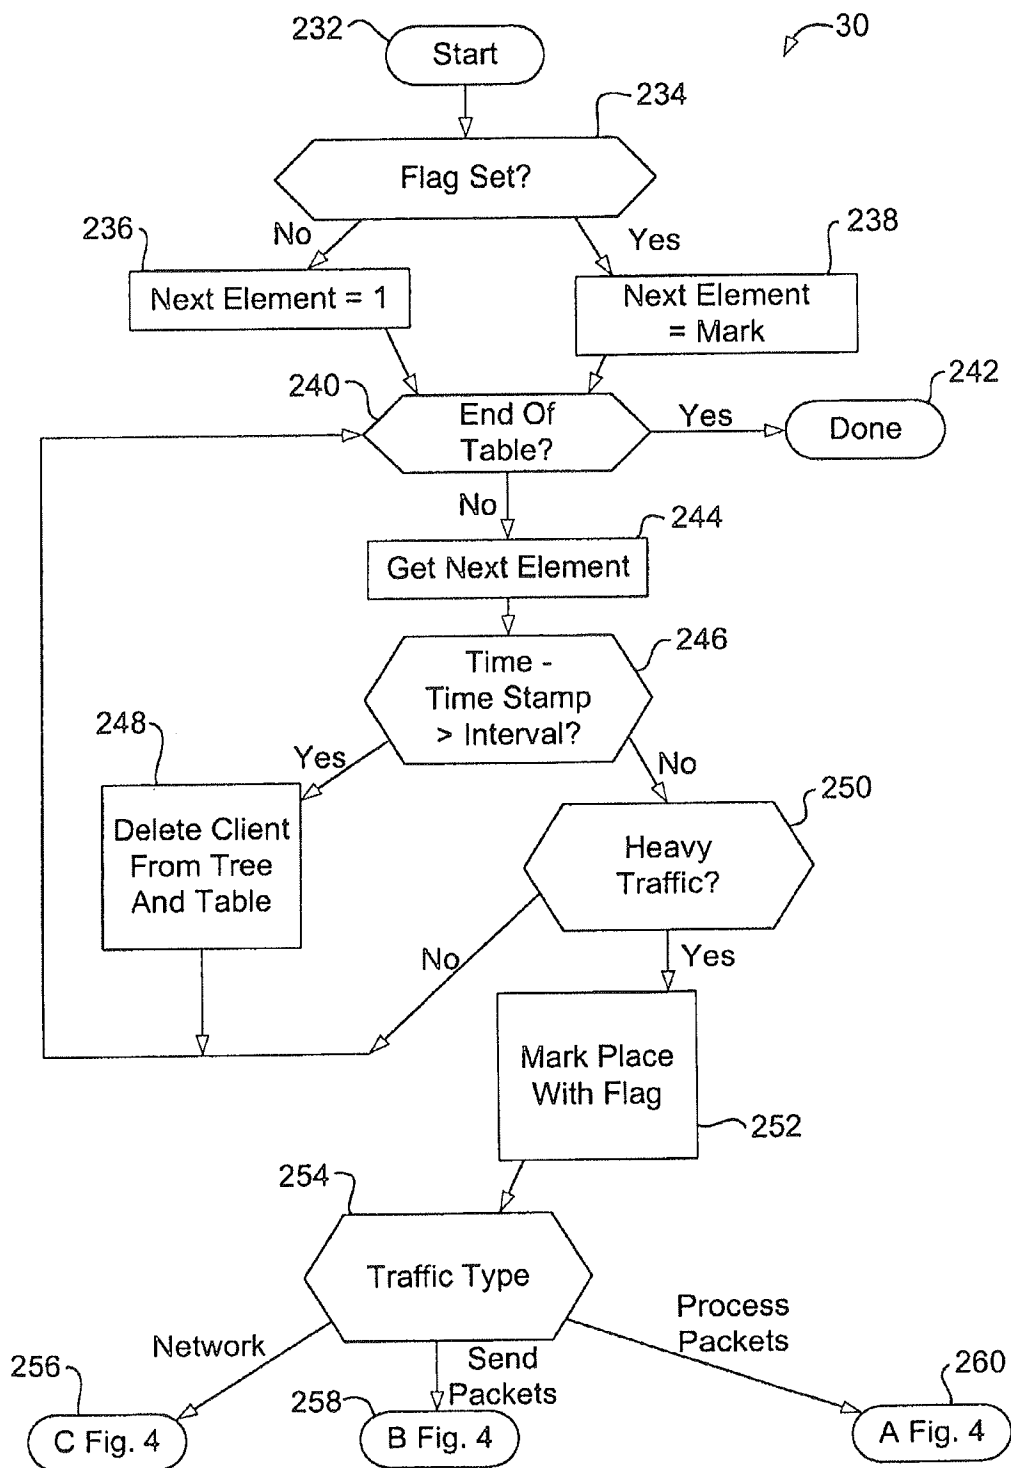 232
Start
30
234
Flag Set?
236
No
Yes
238
Next Element = 1
Next Element
= Mark
240
End Of
Table?
Yes
242
Done
No
244
Get Next Element
246
Time -
Time Stamp
> Interval?
248
Yes
No
250
Delete Client
From Tree
And Table
Heavy
Traffic?
No
Yes
Mark Place
With Flag
252
254
Traffic Type
Network
Send
Packets
Process
Packets
256
C Fig. 4
258
B Fig. 4
260
A Fig. 4